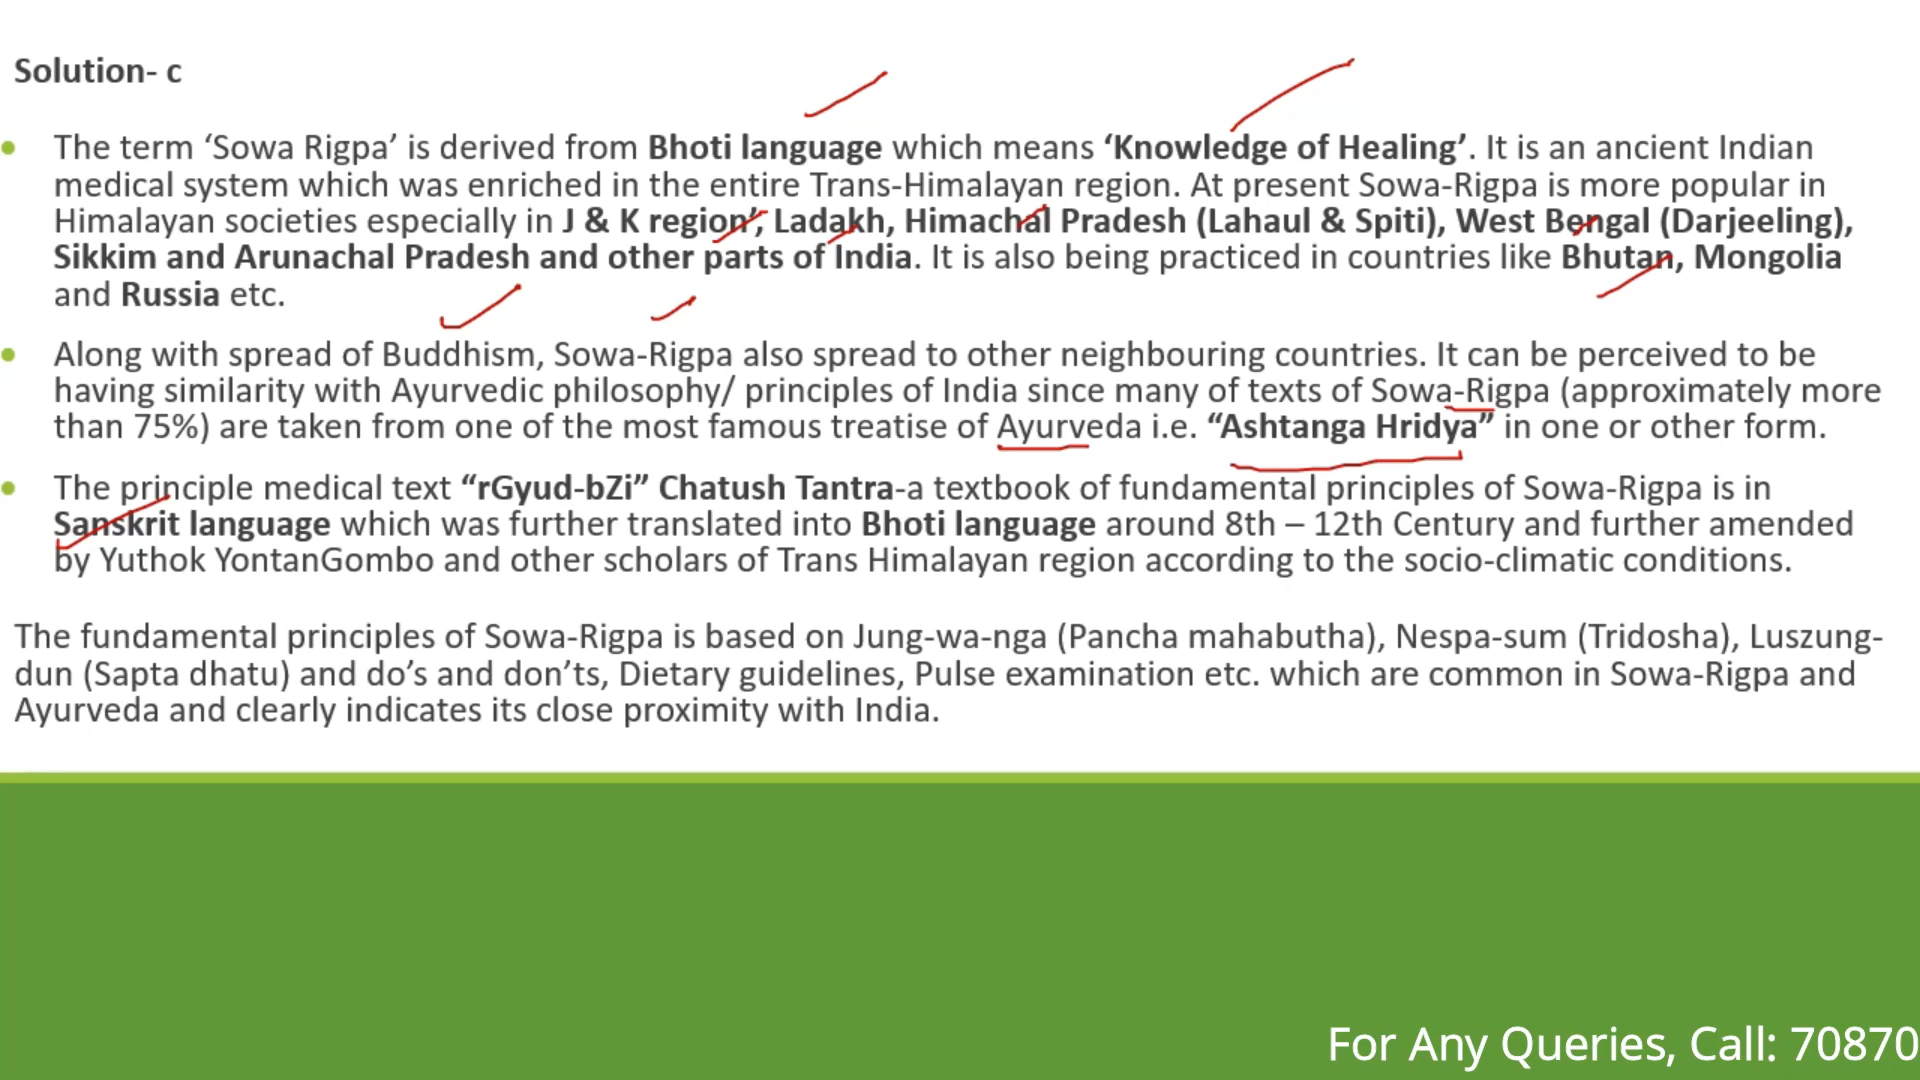 Solution- c
The term ‘Sowa Rigpa’ is derived from Bhoti language which means ‘Knowledge of Healing’. It is an ancient Indian
medical system which was enriched in the entire Trans-Himalayan region. At present Sowa-Rigpa is more popular in
Himalayan societies especially in J & K region’, Ladakh, Himachal Pradesh (Lahaul & Spiti), West Bengal (Darjeeling),
Sikkim and Arunachal Pradesh and other parts of India. It is also being practiced in countries like Bhutan, Mongolia
and Russia etc.
Along with spread of Buddhism, Sowa-Rigpa also spread to other neighbouring countries. It can be perceived to be
having similarity with Ayurvedic philosophy/ principles of India since many of texts of Sowa-Rigpa (approximately more
than 75%) are taken from one of the most famous treatise of Ayurveda i.e. “Ashtanga Hridya” in one or other form.
The principle medical text “rGyud-bZi” Chatush Tantra-a textbook of fundamental principles of Sowa-Rigpa is in
Sanskrit language which was further translated into Bhoti language around 8th – 12th Century and further amended
by Yuthok YontanGombo and other scholars of Trans Himalayan region according to the socio-climatic conditions.
The fundamental principles of Sowa-Rigpa is based on Jung-wa-nga (Pancha mahabutha), Nespa-sum (Tridosha), Luszung-
dun (Sapta dhatu) and do’s and don’ts, Dietary guidelines, Pulse examination etc. which are common in Sowa-Rigpa and
Ayurveda and clearly indicates its close proximity with India.
For Any Queries, Call: 70870